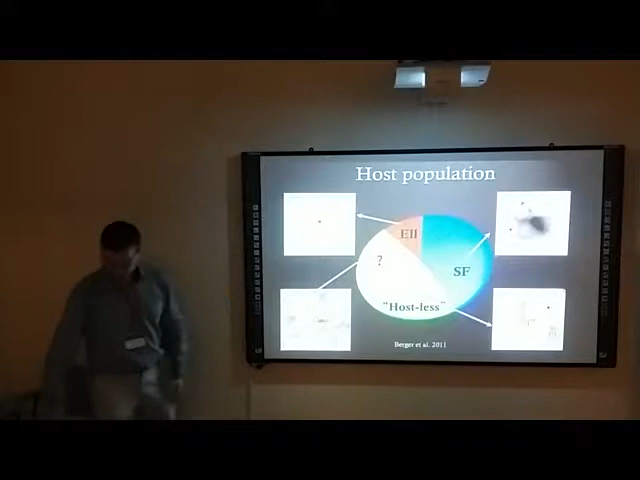 Host population
Ell
?
SF
"Host-less"
Berger et al. 2011